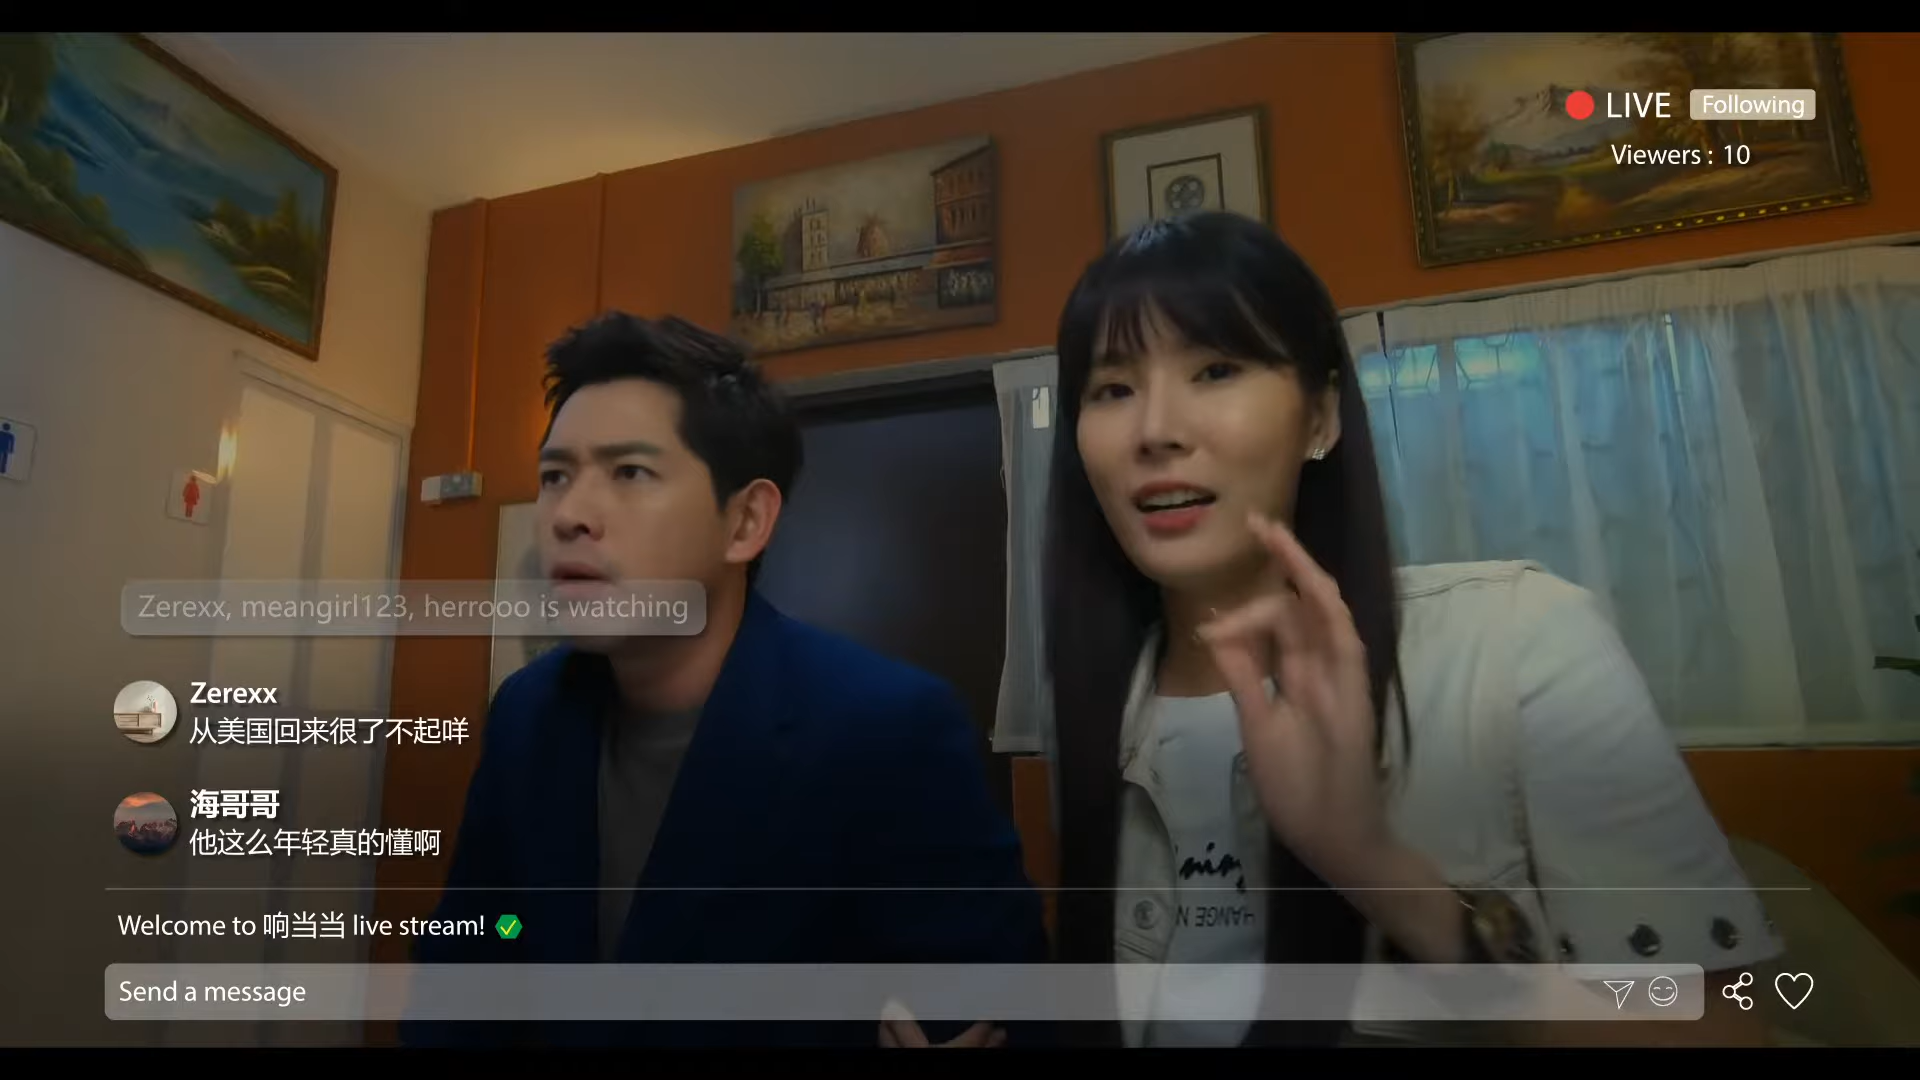 LIVE Following
Viewers : 10
Zerexx, meangirl123, herrooo is watching
Zerexx
从美国回来很了不起咩
海哥哥
他这么年轻真的懂啊
Welcome to 响当当 live stream!
Send a message